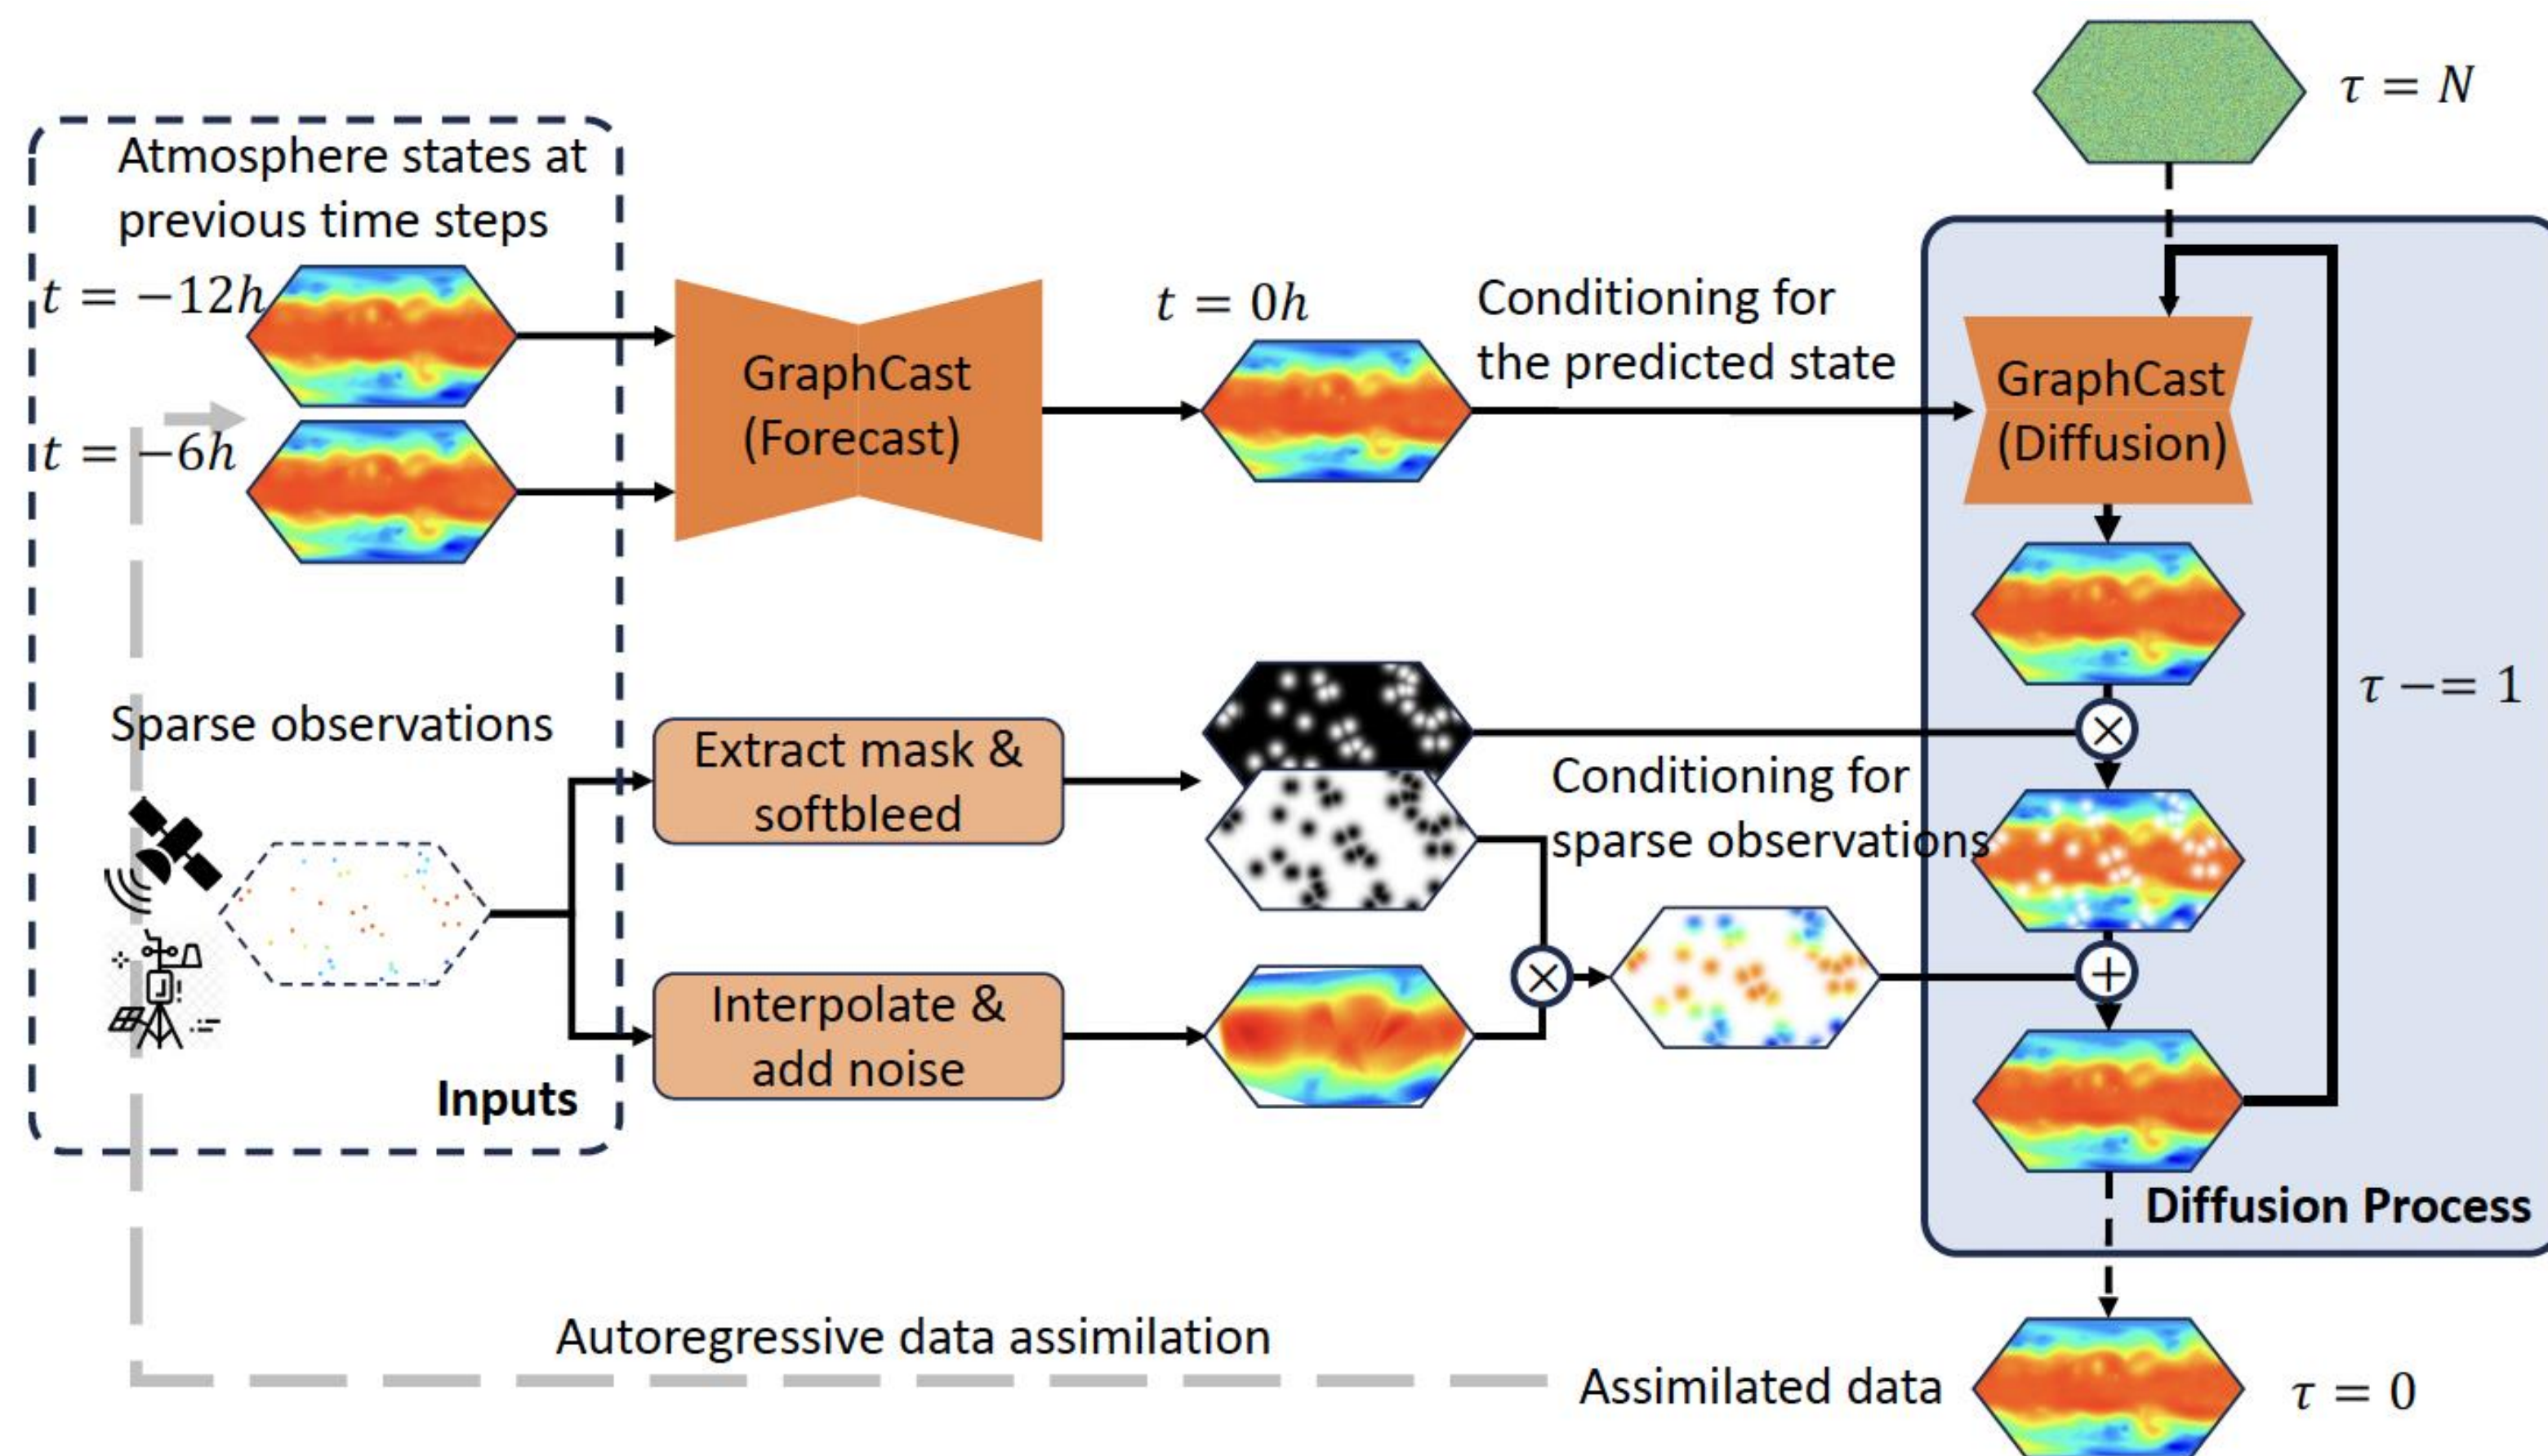 τ = N
Atmosphere states at
previous time steps
t = −12h
t = −6h
GraphCast
(Forecast)
t = 0h
Conditioning for
the predicted state
GraphCast
(Diffusion)
τ −= 1
Sparse observations
Extract mask &
softbleed
Conditioning for
sparse observations
Interpolate &
add noise
Inputs
Diffusion Process
Autoregressive data assimilation
Assimilated data
τ = 0